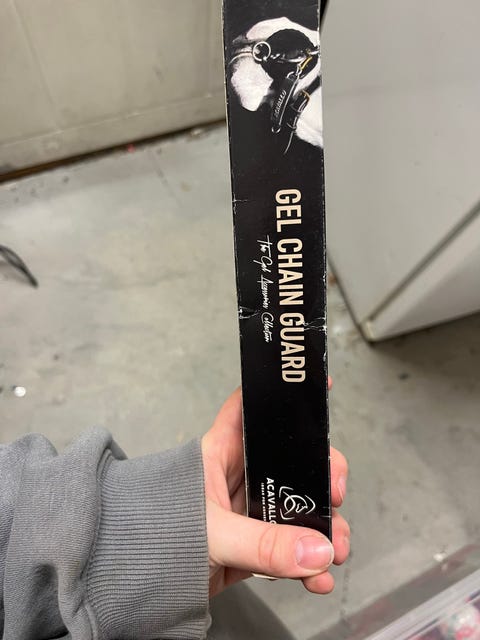 GEL CHAIN GUARD
The Gel Accessories Collection
ACAVALLO